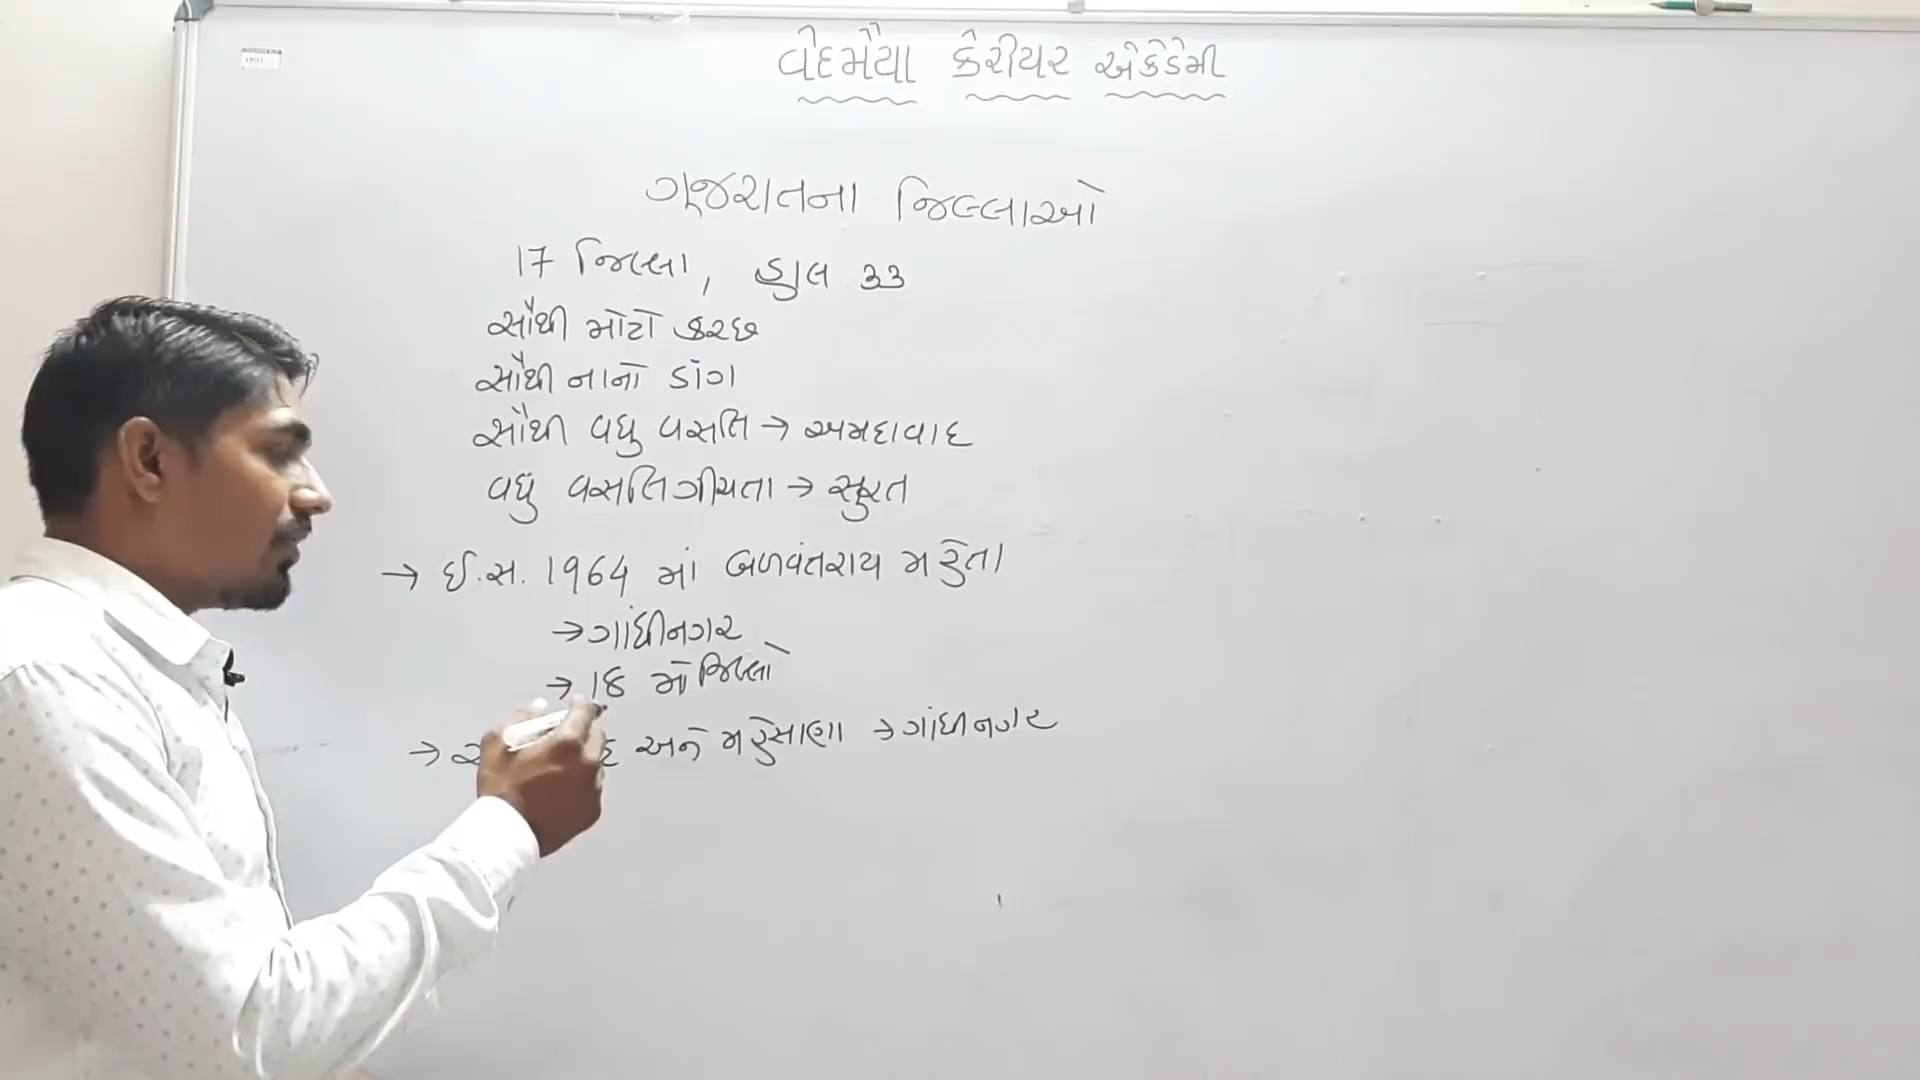 વેદમૈયા કેરીયર એકેડેમી
ગુજરાતના જિલ્લાઓ
17 જિલ્લા, કુલ 33
સૌથી મોટો કચ્છ
સૌથી નાનો ડાંગ
સૌથી વધુ વસતિ → અમદાવાદ
વધુ વસતિગીચતા → સુરત
→ ઈ.સ. 1964 માં બળવંતરાય મહેતા
→ ગાંધીનગર
→ 18 મો જિલ્લો
→ અને મહેસાણા → ગાંધીનગર